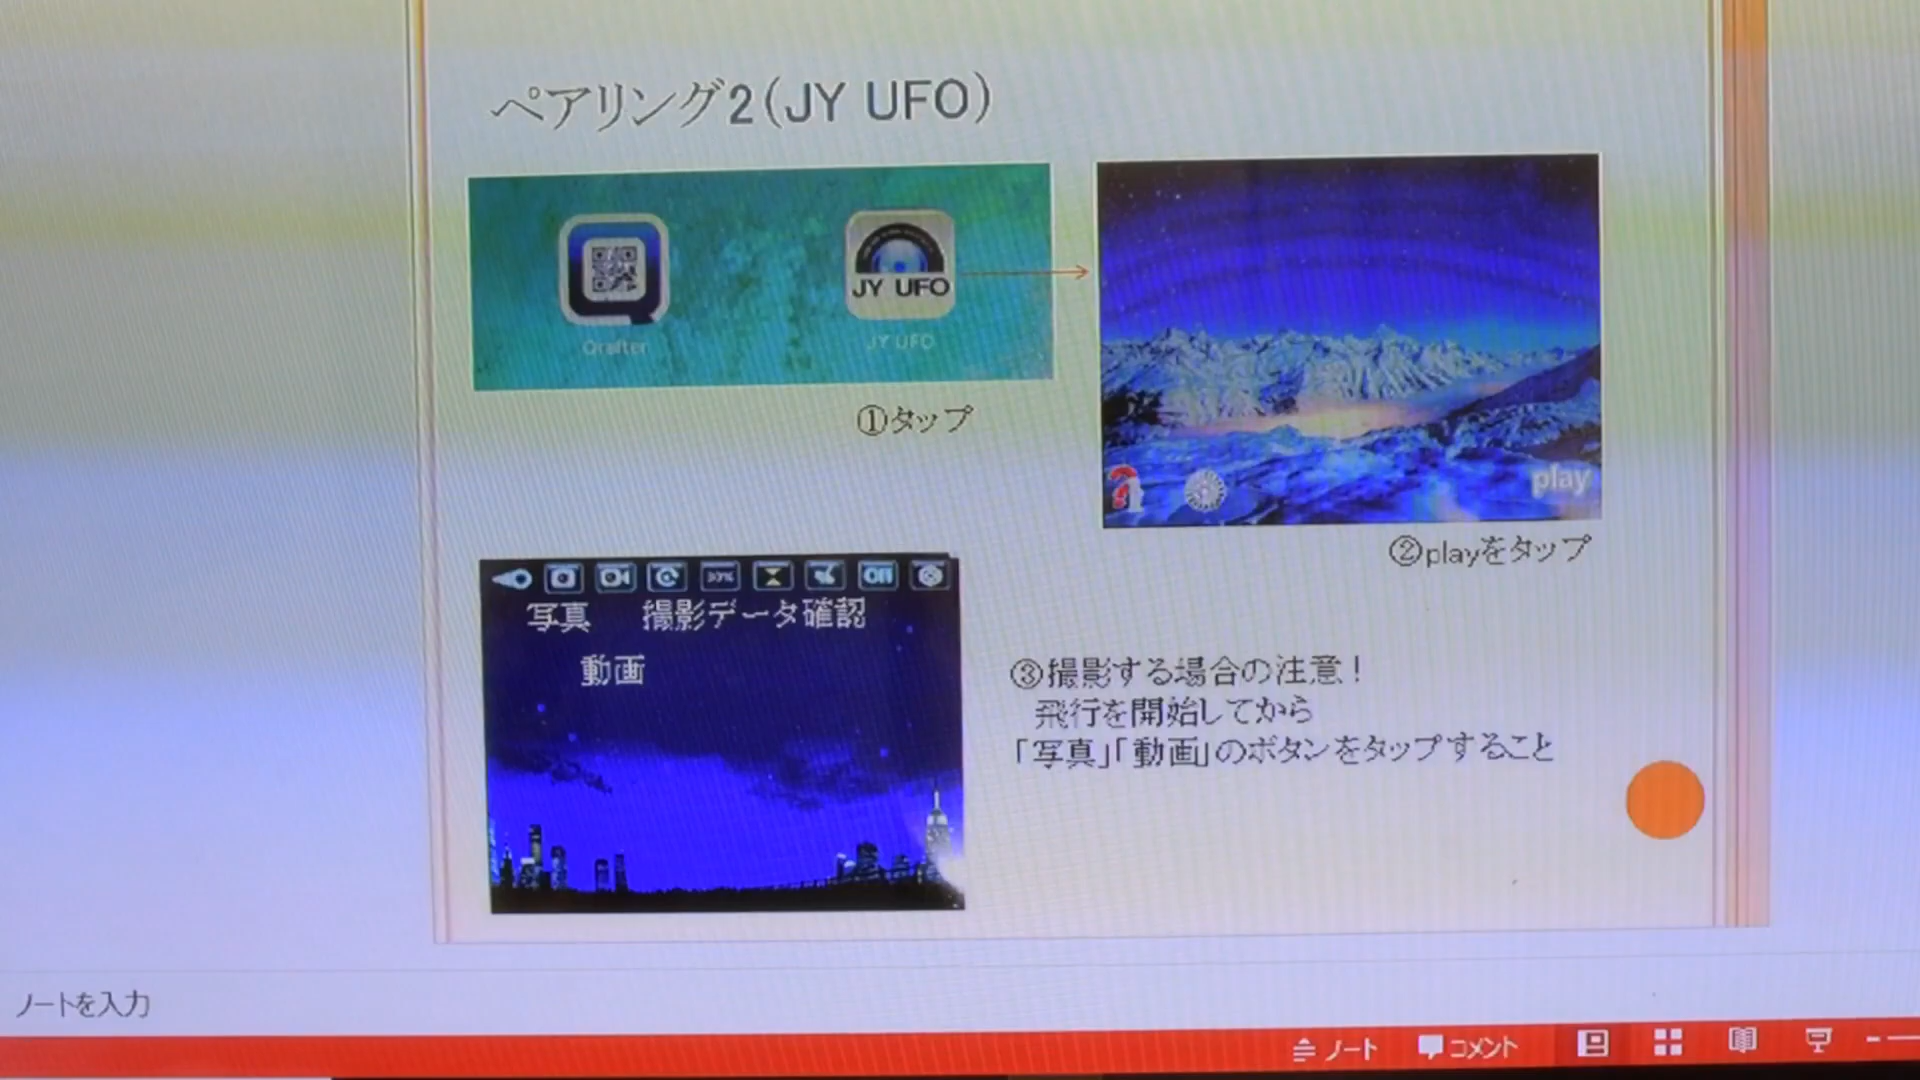 ペアリング2(JY UFO)
JY UFO
Qrafter
JY UFO
①タップ
play
②playをタップ
Off
写真 撮影データ確認
動画
③撮影する場合の注意！
飛行を開始してから
「写真」「動画」のボタンをタップすること
ノートを入力
ノート コメント